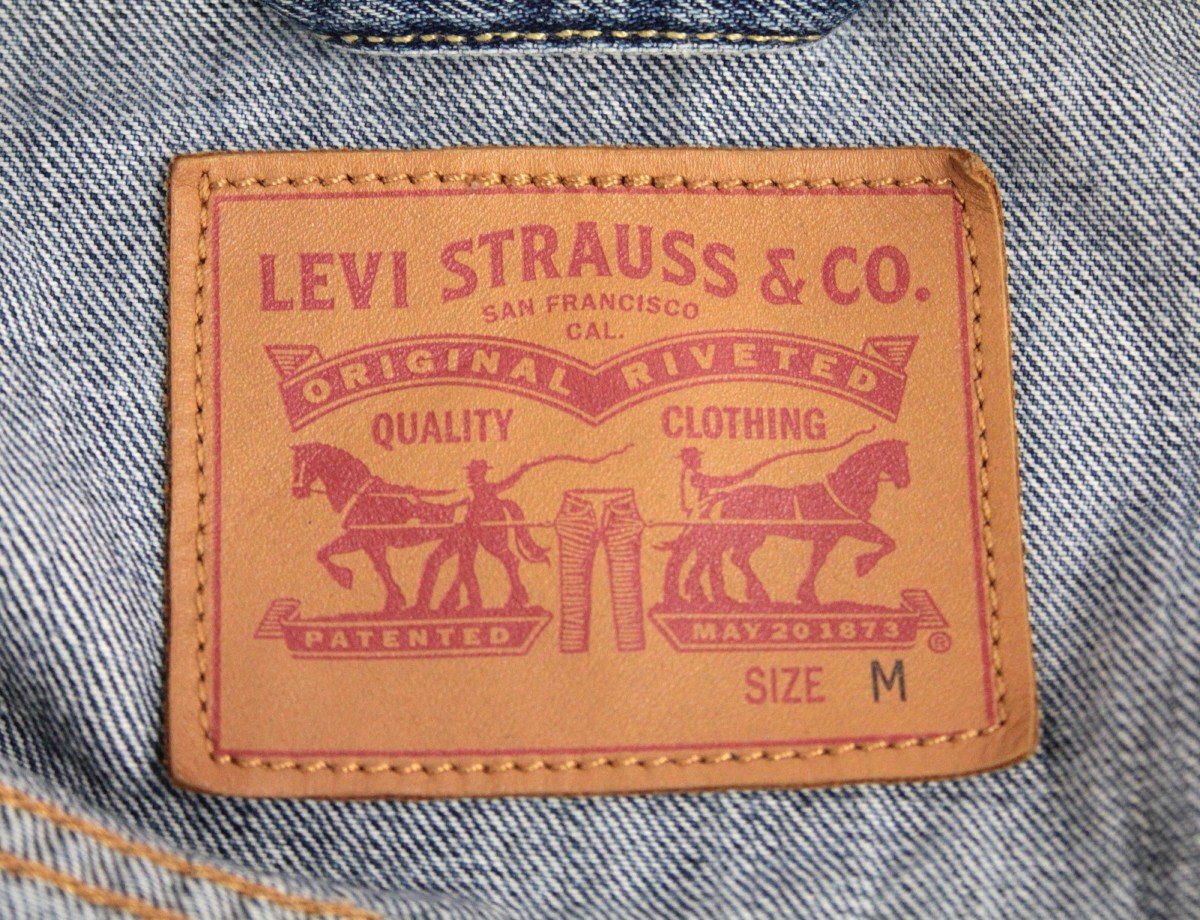 LEVI STRAUSS & CO.
SAN FRANCISCO
CAL.
ORIGINAL RIVETED
QUALITY CLOTHING
PATENTED MAY 20 1873 ®
SIZE M